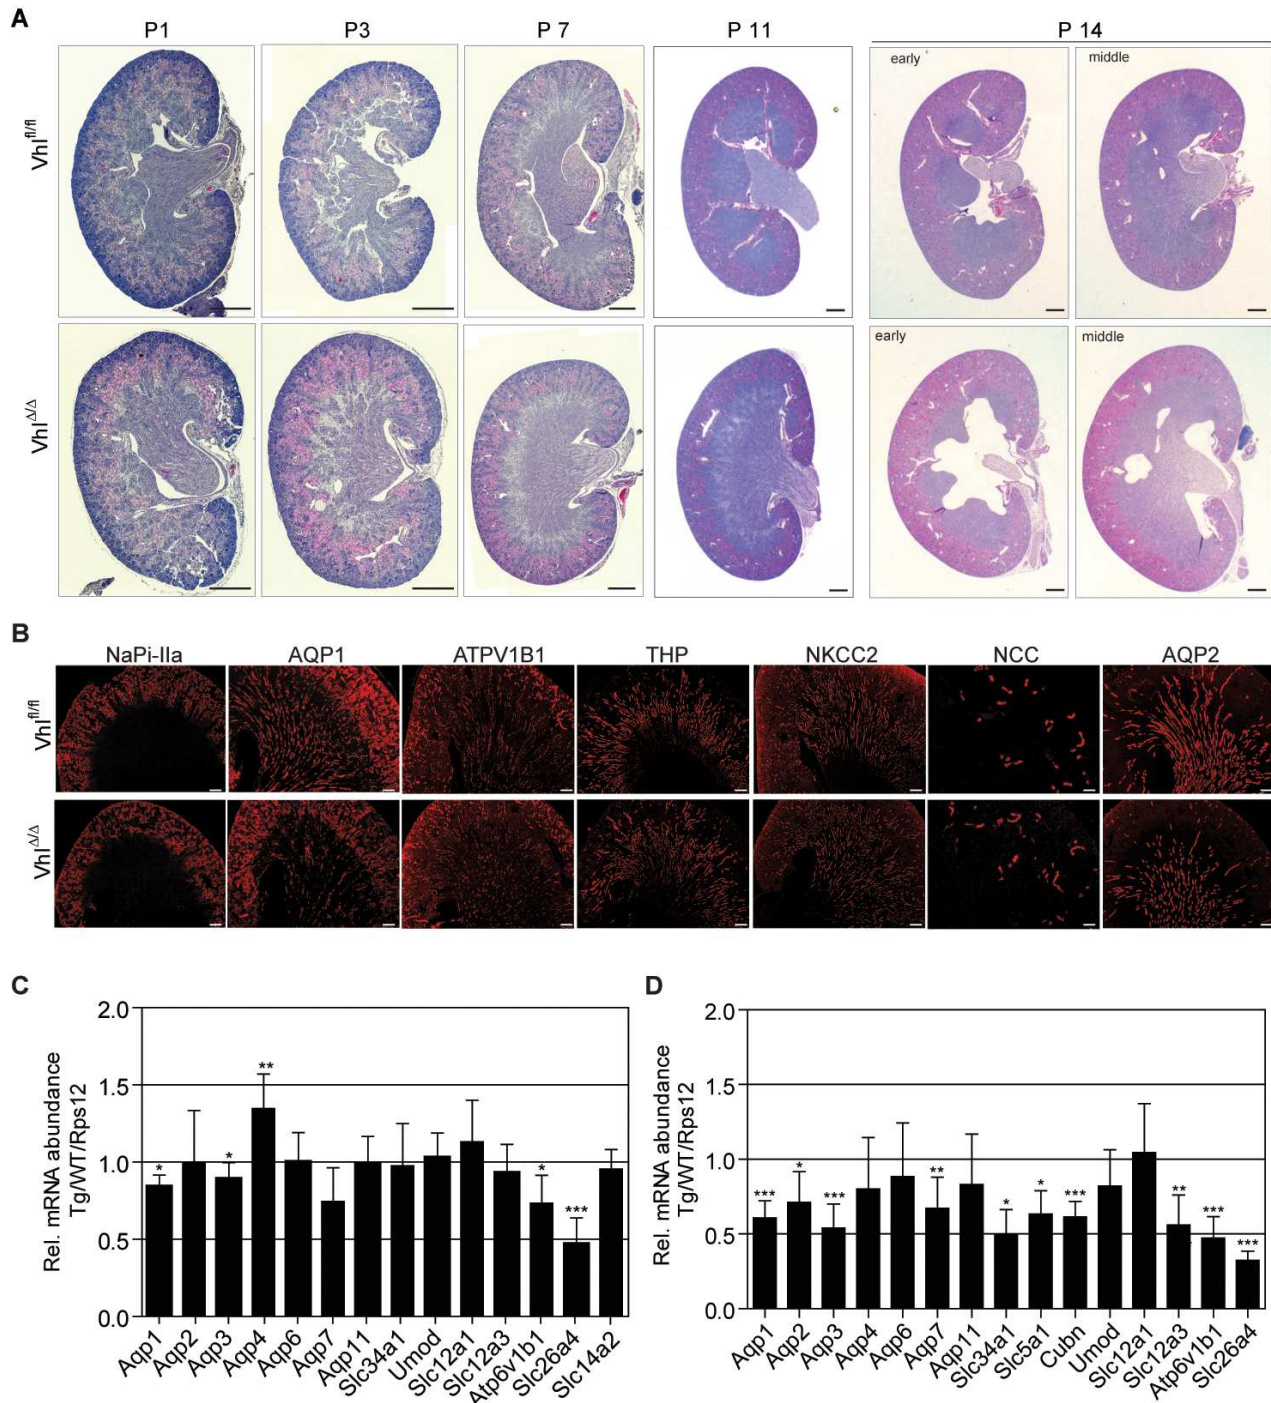 A
P1 P3 P 7 P 11 P 14
early middle
Vhl^fl/fl
early middle
Vhl^Δ/Δ
B
NaPi-IIa AQP1 ATPV1B1 THP NKCC2 NCC AQP2
Vhl^fl/fl
Vhl^Δ/Δ
C
Rel. mRNA abundance
Tg/WT/Rps12
2.0
1.5
1.0
0.5
0.0
* * ** * ***
Aqp1 Aqp2 Aqp3 Aqp4 Aqp6 Aqp7 Aqp11 Slc34a1 Umod Slc12a1 Slc12a3 Atp6v1b1 Slc26a4 Slc14a2
D
Rel. mRNA abundance
Tg/WT/Rps12
2.0
1.5
1.0
0.5
0.0
*** * *** ** * * *** ** *** ***
Aqp1 Aqp2 Aqp3 Aqp4 Aqp6 Aqp7 Aqp11 Slc34a1 Slc5a1 Cubn Umod Slc12a1 Slc12a3 Atp6v1b1 Slc26a4